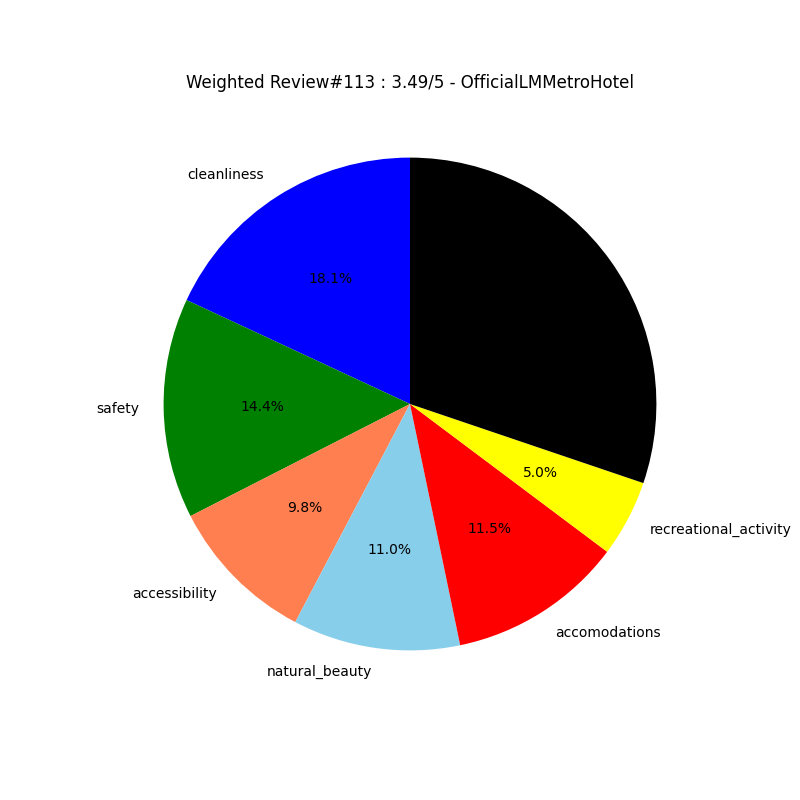 Weighted Review#113 : 3.49/5 - OfficialLMMetroHotel
cleanliness
18.1%
safety
14.4%
accessibility
9.8%
natural_beauty
11.0%
accomodations
11.5%
recreational_activity
5.0%